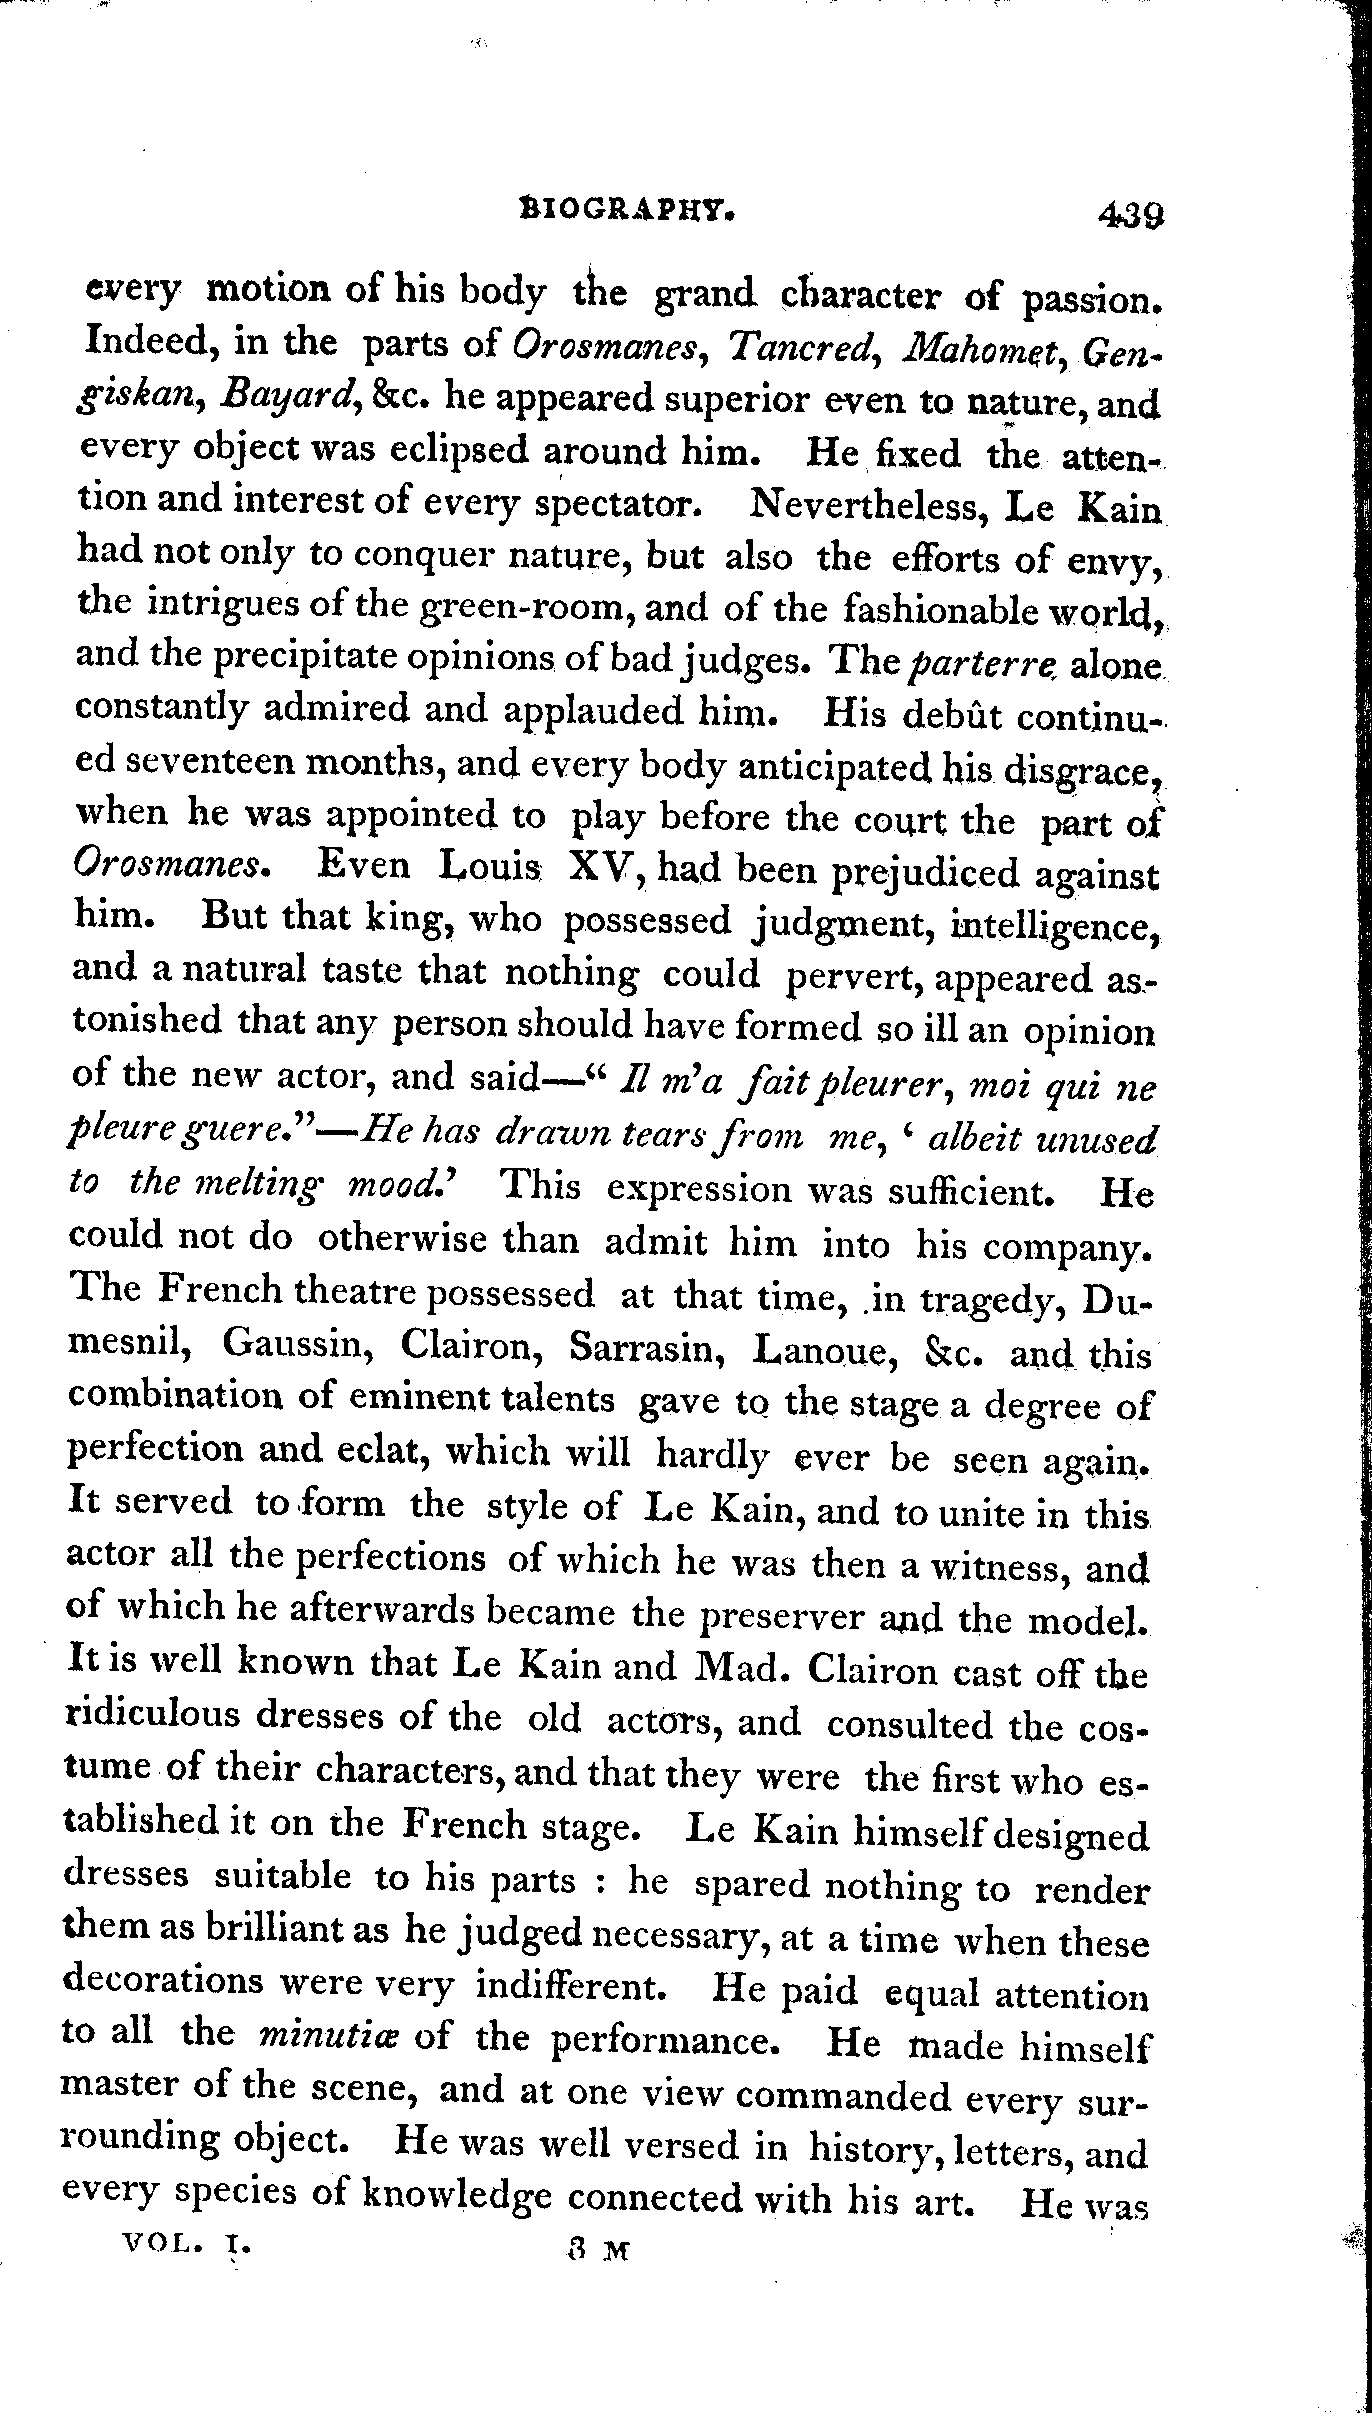 BIOGRAPHY. 439
every motion of his body the grand character of passion.
Indeed, in the parts of Orosmanes, Tancred, Mahomet, Gen-
giskan, Bayard, &c. he appeared superior even to nature, and
every object was eclipsed around him. He fixed the atten-
tion and interest of every spectator. Nevertheless, Le Kain
had not only to conquer nature, but also the efforts of envy,
the intrigues of the green-room, and of the fashionable world,
and the precipitate opinions of bad judges. The parterre alone
constantly admired and applauded him. His debût continu-
ed seventeen months, and every body anticipated his disgrace,
when he was appointed to play before the court the part of
Orosmanes. Even Louis XV, had been prejudiced against
him. But that king, who possessed judgment, intelligence,
and a natural taste that nothing could pervert, appeared as-
tonished that any person should have formed so ill an opinion
of the new actor, and said—“ Il m'a fait pleurer, moi qui ne
pleure guere.”—He has drawn tears from me, ‘ albeit unused
to the melting mood.’ This expression was sufficient. He
could not do otherwise than admit him into his company.
The French theatre possessed at that time, in tragedy, Du-
mesnil, Gaussin, Clairon, Sarrasin, Lanoue, &c. and this
combination of eminent talents gave to the stage a degree of
perfection and eclat, which will hardly ever be seen again.
It served to form the style of Le Kain, and to unite in this
actor all the perfections of which he was then a witness, and
of which he afterwards became the preserver and the model.
It is well known that Le Kain and Mad. Clairon cast off the
ridiculous dresses of the old actors, and consulted the cos-
tume of their characters, and that they were the first who es-
tablished it on the French stage. Le Kain himself designed
dresses suitable to his parts : he spared nothing to render
them as brilliant as he judged necessary, at a time when these
decorations were very indifferent. He paid equal attention
to all the minutiæ of the performance. He made himself
master of the scene, and at one view commanded every sur-
rounding object. He was well versed in history, letters, and
every species of knowledge connected with his art. He was
VOL. I. 3 M